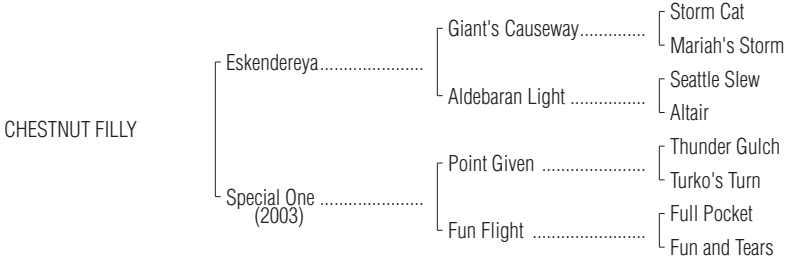 Storm Cat
Giant's Causeway..............
Mariah's Storm
Eskendereya......................
Seattle Slew
Aldebaran Light ................
Altair
CHESTNUT FILLY
Thunder Gulch
Point Given ......................
Turko's Turn
Special One ......................
(2003)
Full Pocket
Fun Flight ........................
Fun and Tears